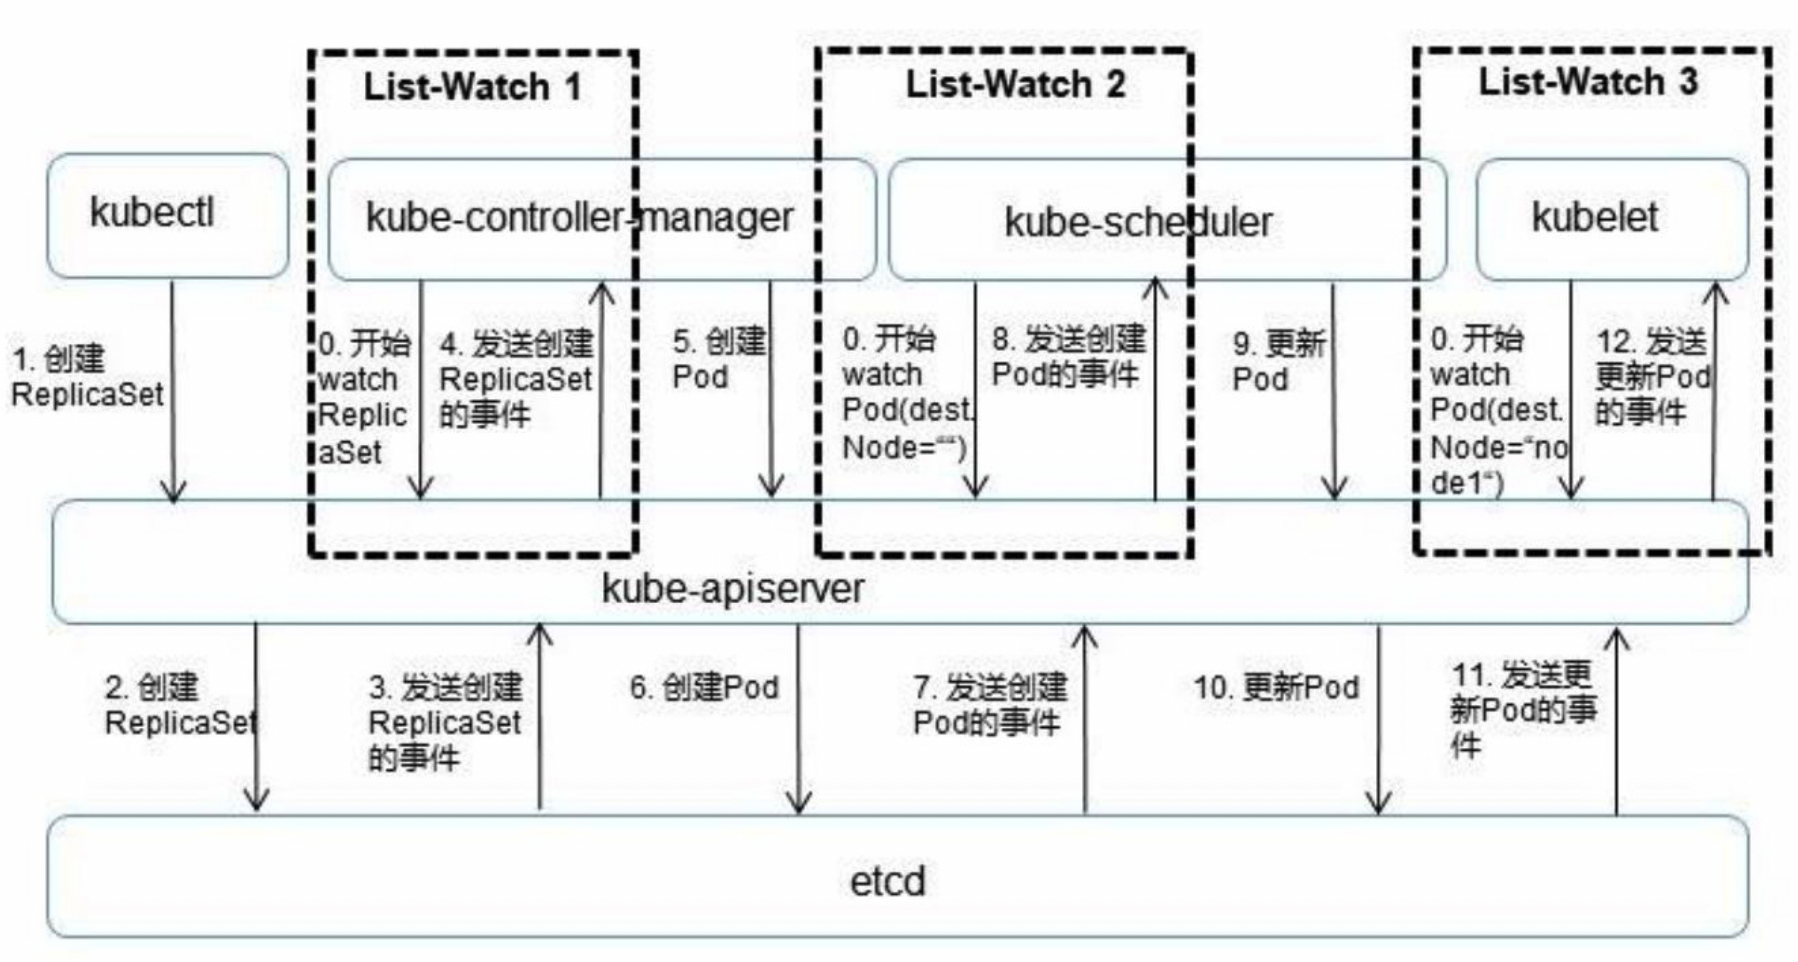 List-Watch 1
List-Watch 2
List-Watch 3
kubectl
kube-controller-manager
kube-scheduler
kubelet
1. 创建
ReplicaSet
0. 开始
watch
Replic
aSet
4. 发送创建
ReplicaSet
的事件
5. 创建
Pod
0. 开始
watch
Pod(dest.
Node=““)
8. 发送创建
Pod的事件
9. 更新
Pod
0. 开始
watch
Pod(dest.
Node=“no
de1“)
12. 发送
更新Pod
的事件
kube-apiserver
2. 创建
ReplicaSet
3. 发送创建
ReplicaSet
的事件
6. 创建Pod
7. 发送创建
Pod的事件
10. 更新Pod
11. 发送更
新Pod的事
件
etcd